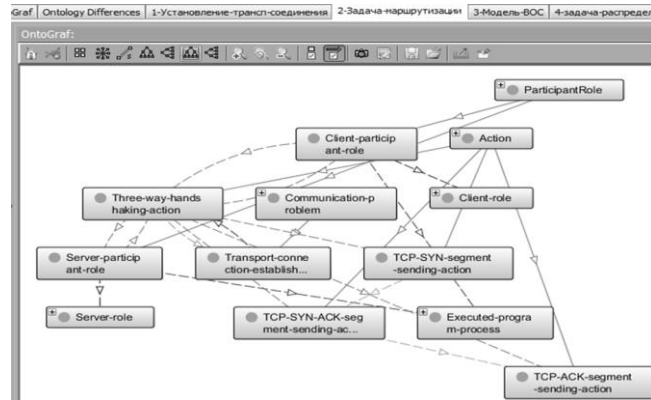 Graf Ontology Differences 1-Установление-трансп-соединения 2-Задача-маршрутизации 3-Модель-ВОС 4-задача-распредел
OntoGraf:
ParticipantRole
Client-particip
ant-role
Action
Three-way-hands
haking-action
Communication-p
roblem
Client-role
Server-particip
ant-role
Transport-conne
ction-establish...
TCP-SYN-segment
-sending-action
Server-role
TCP-SYN-ACK-seg
ment-sending-ac...
Executed-progra
m-process
TCP-ACK-segment
-sending-action